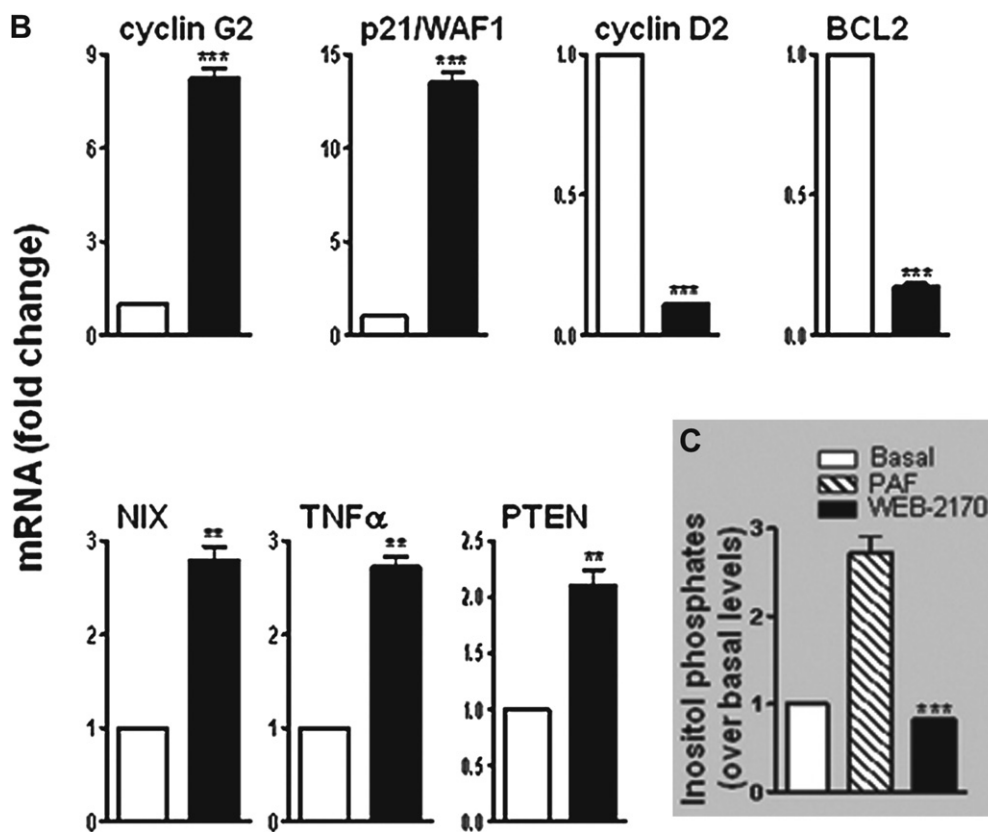 B
cyclin G2
p21/WAF1
cyclin D2
BCL2
mRNA (fold change)
9
6
3
0
***
15
10
5
0
***
1.0
0.5
0.0
***
1.0
0.5
0.0
***
NIX
TNFα
PTEN
3
2
1
0
**
3
2
1
0
**
2.5
2.0
1.5
1.0
0.5
0.0
**
C
Basal
PAF
WEB-2170
Inositol phosphates
(over basal levels)
3
2
1
0
***